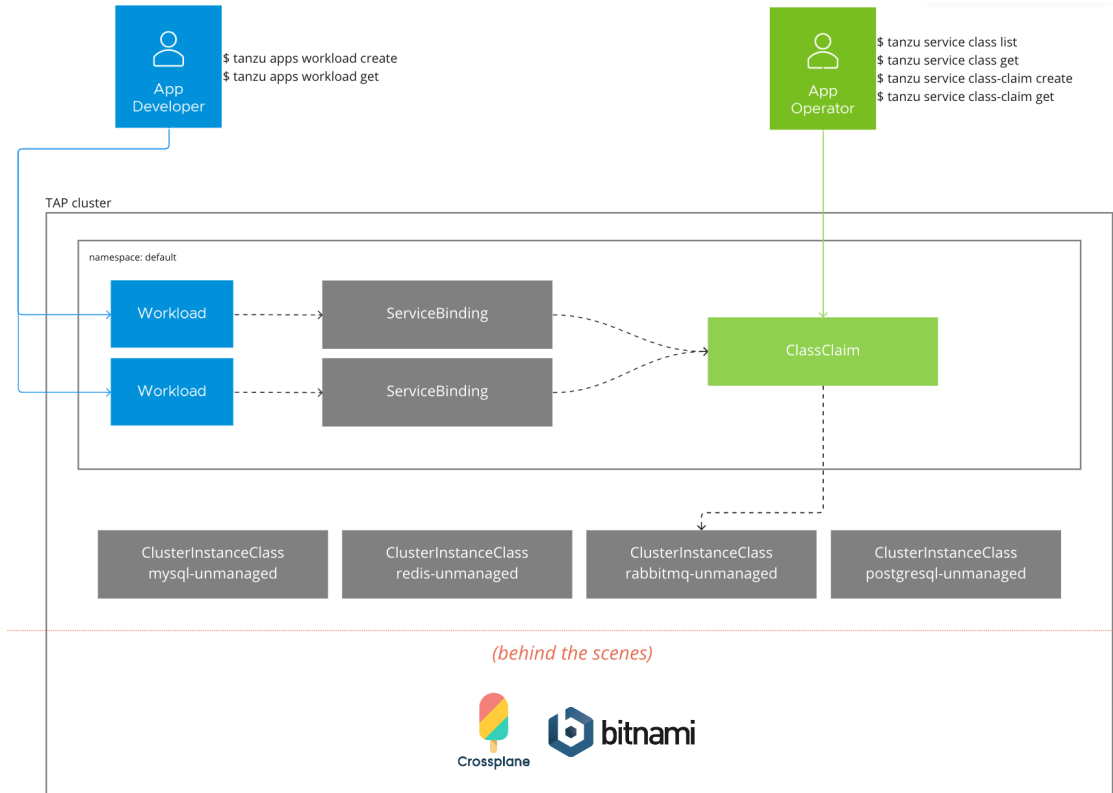 App
Developer
$ tanzu apps workload create
$ tanzu apps workload get
App
Operator
$ tanzu service class list
$ tanzu service class get
$ tanzu service class-claim create
$ tanzu service class-claim get
TAP cluster
namespace: default
Workload
ServiceBinding
ClassClaim
Workload
ServiceBinding
ClusterInstanceClass
mysql-unmanaged
ClusterInstanceClass
redis-unmanaged
ClusterInstanceClass
rabbitmq-unmanaged
ClusterInstanceClass
postgresql-unmanaged
(behind the scenes)
Crossplane
bitnami